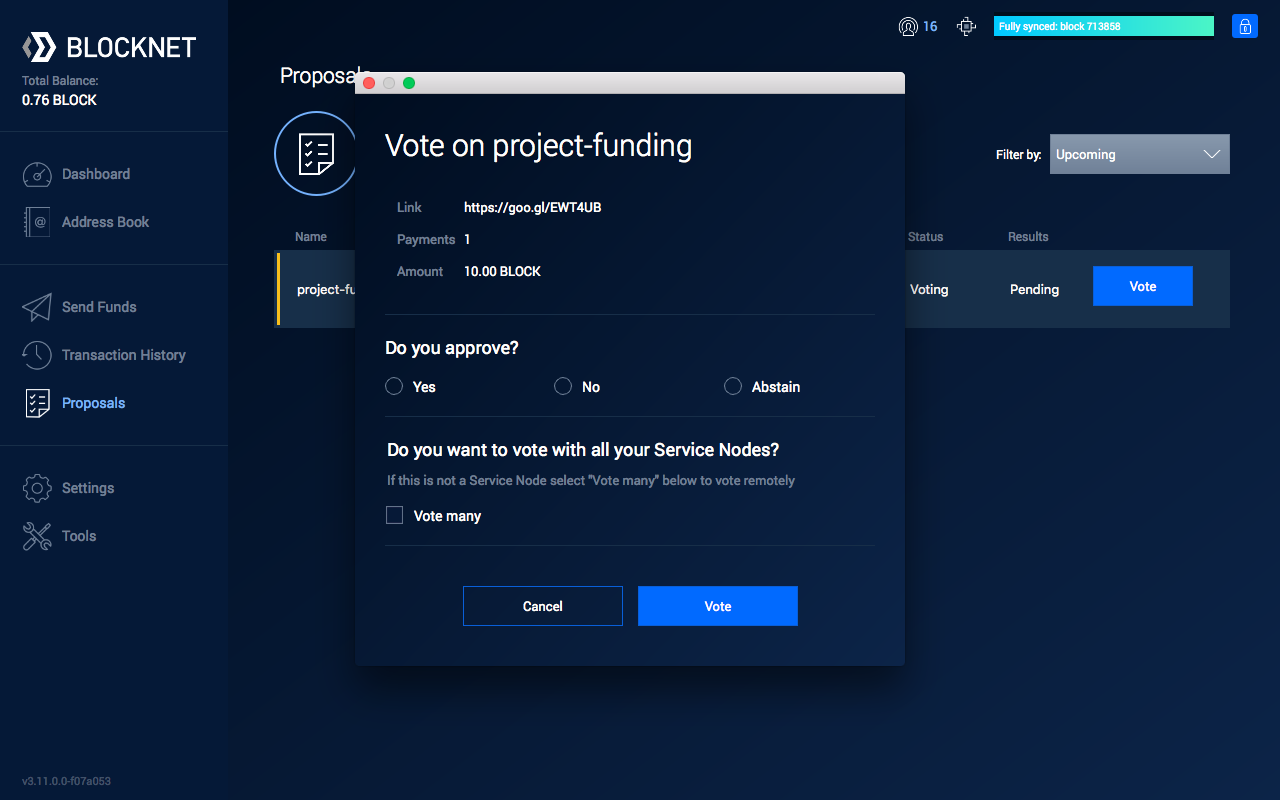 BLOCKNET
Total Balance:
0.76 BLOCK
Dashboard
@ Address Book
Send Funds
Transaction History
Proposals
Settings
Tools
v3.11.0.0-f07a053
16
Fully synced: block 713858
Proposals
Filter by: Upcoming
Name Status Results
project-fu Voting Pending Vote
Vote on project-funding
Link https://goo.gl/EWT4UB
Payments 1
Amount 10.00 BLOCK
Do you approve?
Yes No Abstain
Do you want to vote with all your Service Nodes?
If this is not a Service Node select "Vote many" below to vote remotely
Vote many
Cancel Vote